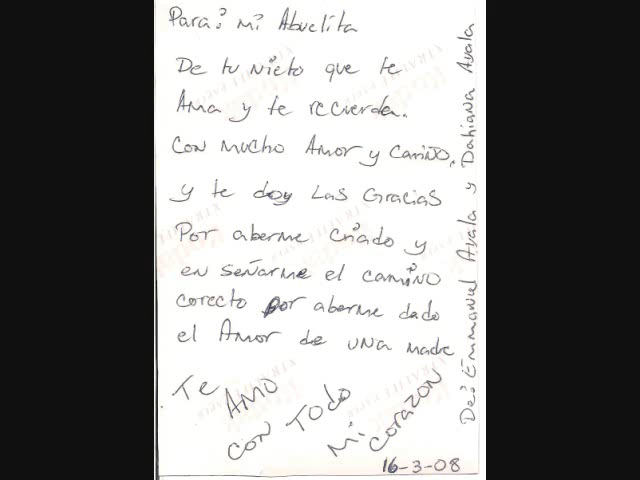 Para: mi Abuelita
De tu nieto que te
Ama y te recuerda.
Con mucho Amor y cariño.
y te doy Las Gracias
Por aberme criado y
en señarme el camino
corecto por aberme dado
el Amor de una madre
Te AMO
CON TODO
Mi corazon
16-3-08
De: Emmanuel Ayala y Dahiana Ayala